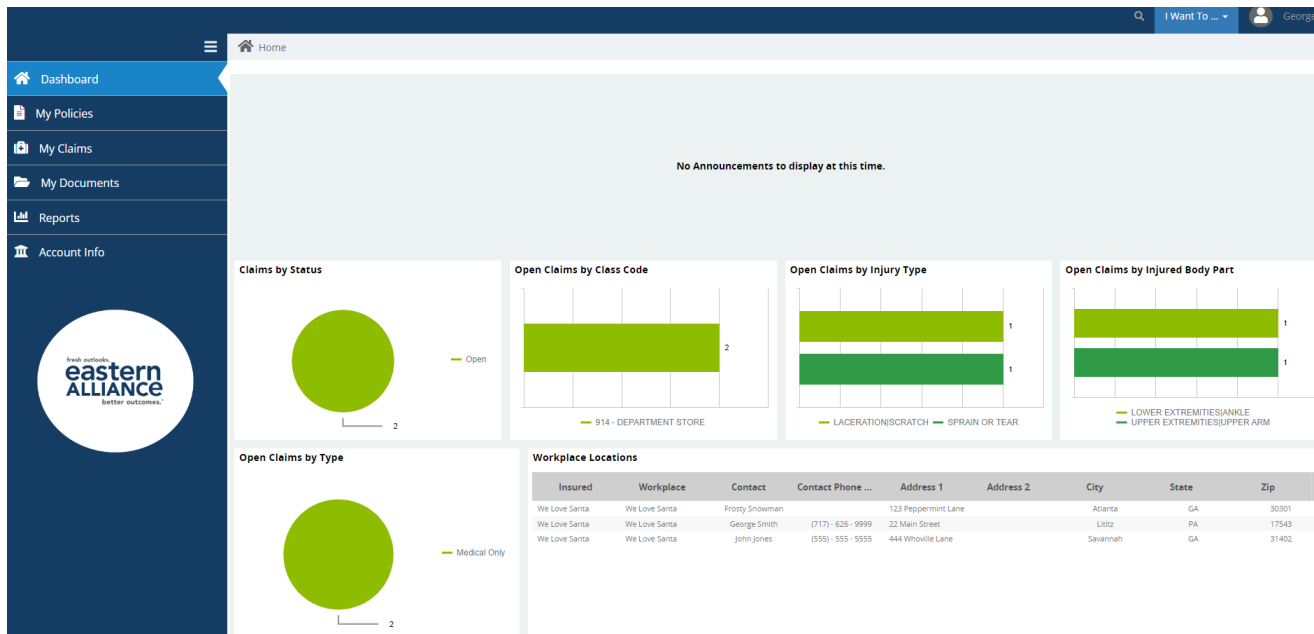 I Want To ...
George
Home
Dashboard
My Policies
My Claims
My Documents
Reports
Account Info
fresh outlooks.
eastern
ALLIANCE
better outcomes.
No Announcements to display at this time.
Claims by Status
Open
2
Open Claims by Class Code
2
914 - DEPARTMENT STORE
Open Claims by Injury Type
1
1
LACERATION|SCRATCH SPRAIN OR TEAR
Open Claims by Injured Body Part
1
1
LOWER EXTREMITIES|ANKLE
UPPER EXTREMITIES|UPPER ARM
Open Claims by Type
Medical Only
2
Workplace Locations
Insured Workplace Contact Contact Phone ... Address 1 Address 2 City State Zip
We Love Santa We Love Santa Frosty Snowman 123 Peppermint Lane Atlanta GA 30301
We Love Santa We Love Santa George Smith (717) - 626 - 9999 22 Main Street Lititz PA 17543
We Love Santa We Love Santa John Jones (555) - 555 - 5555 444 Whoville Lane Savannah GA 31402